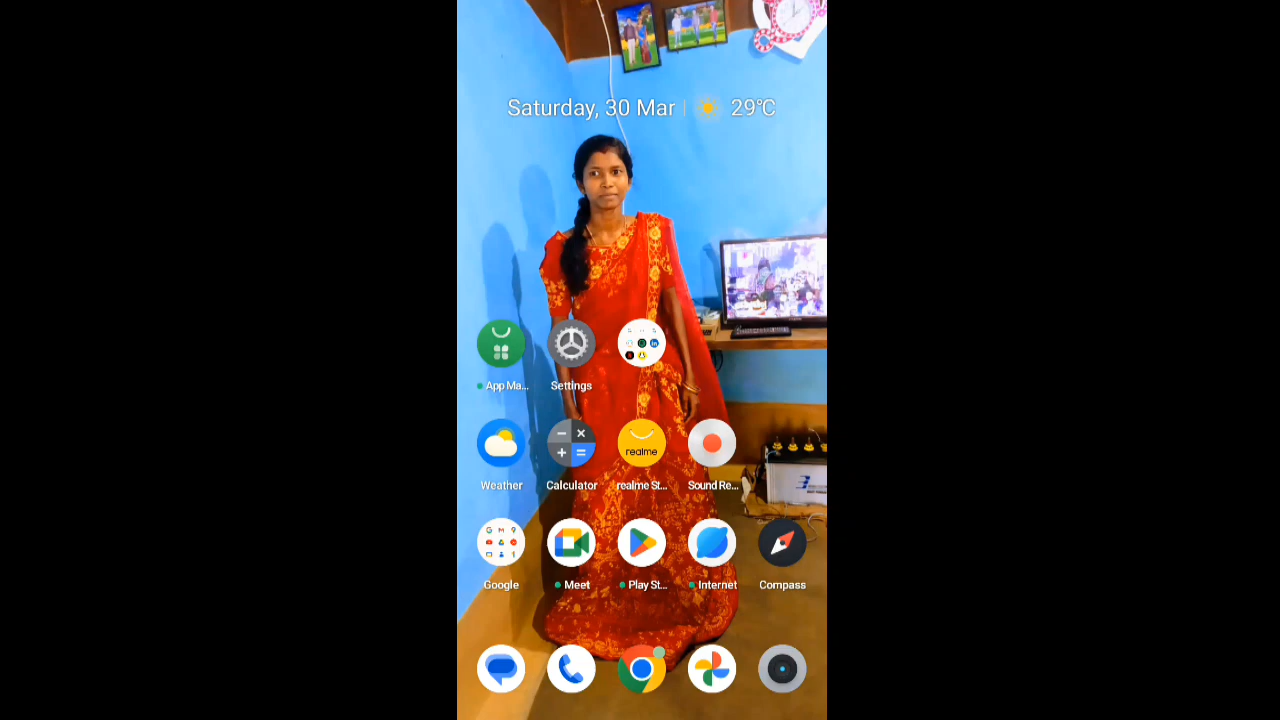 Saturday, 30 Mar | 29°C
App Ma...
Settings
realme
Weather
Calculator
realme St...
Sound Re...
Google
Meet
Play St...
Internet
Compass